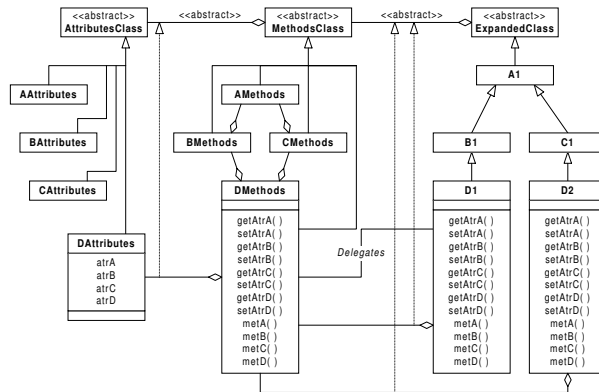 <<abstract>>
AttributesClass
<<abstract>>
<<abstract>>
MethodsClass
<<abstract>>
<<abstract>>
ExpandedClass
A1
AAttributes
AMethods
BAttributes
BMethods
CMethods
B1
C1
CAttributes
DMethods
D1
D2
getAtrA( )
setAtrA( )
getAtrB( )
setAtrB( )
getAtrC( )
setAtrC( )
getAtrD( )
setAtrD( )
metA( )
metB( )
metC( )
metD( )
getAtrA( )
setAtrA( )
getAtrB( )
setAtrB( )
getAtrC( )
setAtrC( )
getAtrD( )
setAtrD( )
metA( )
metB( )
metC( )
metD( )
getAtrA( )
setAtrA( )
getAtrB( )
setAtrB( )
getAtrC( )
setAtrC( )
getAtrD( )
setAtrD( )
metA( )
metB( )
metC( )
metD( )
DAttributes
atrA
atrB
atrC
atrD
Delegates